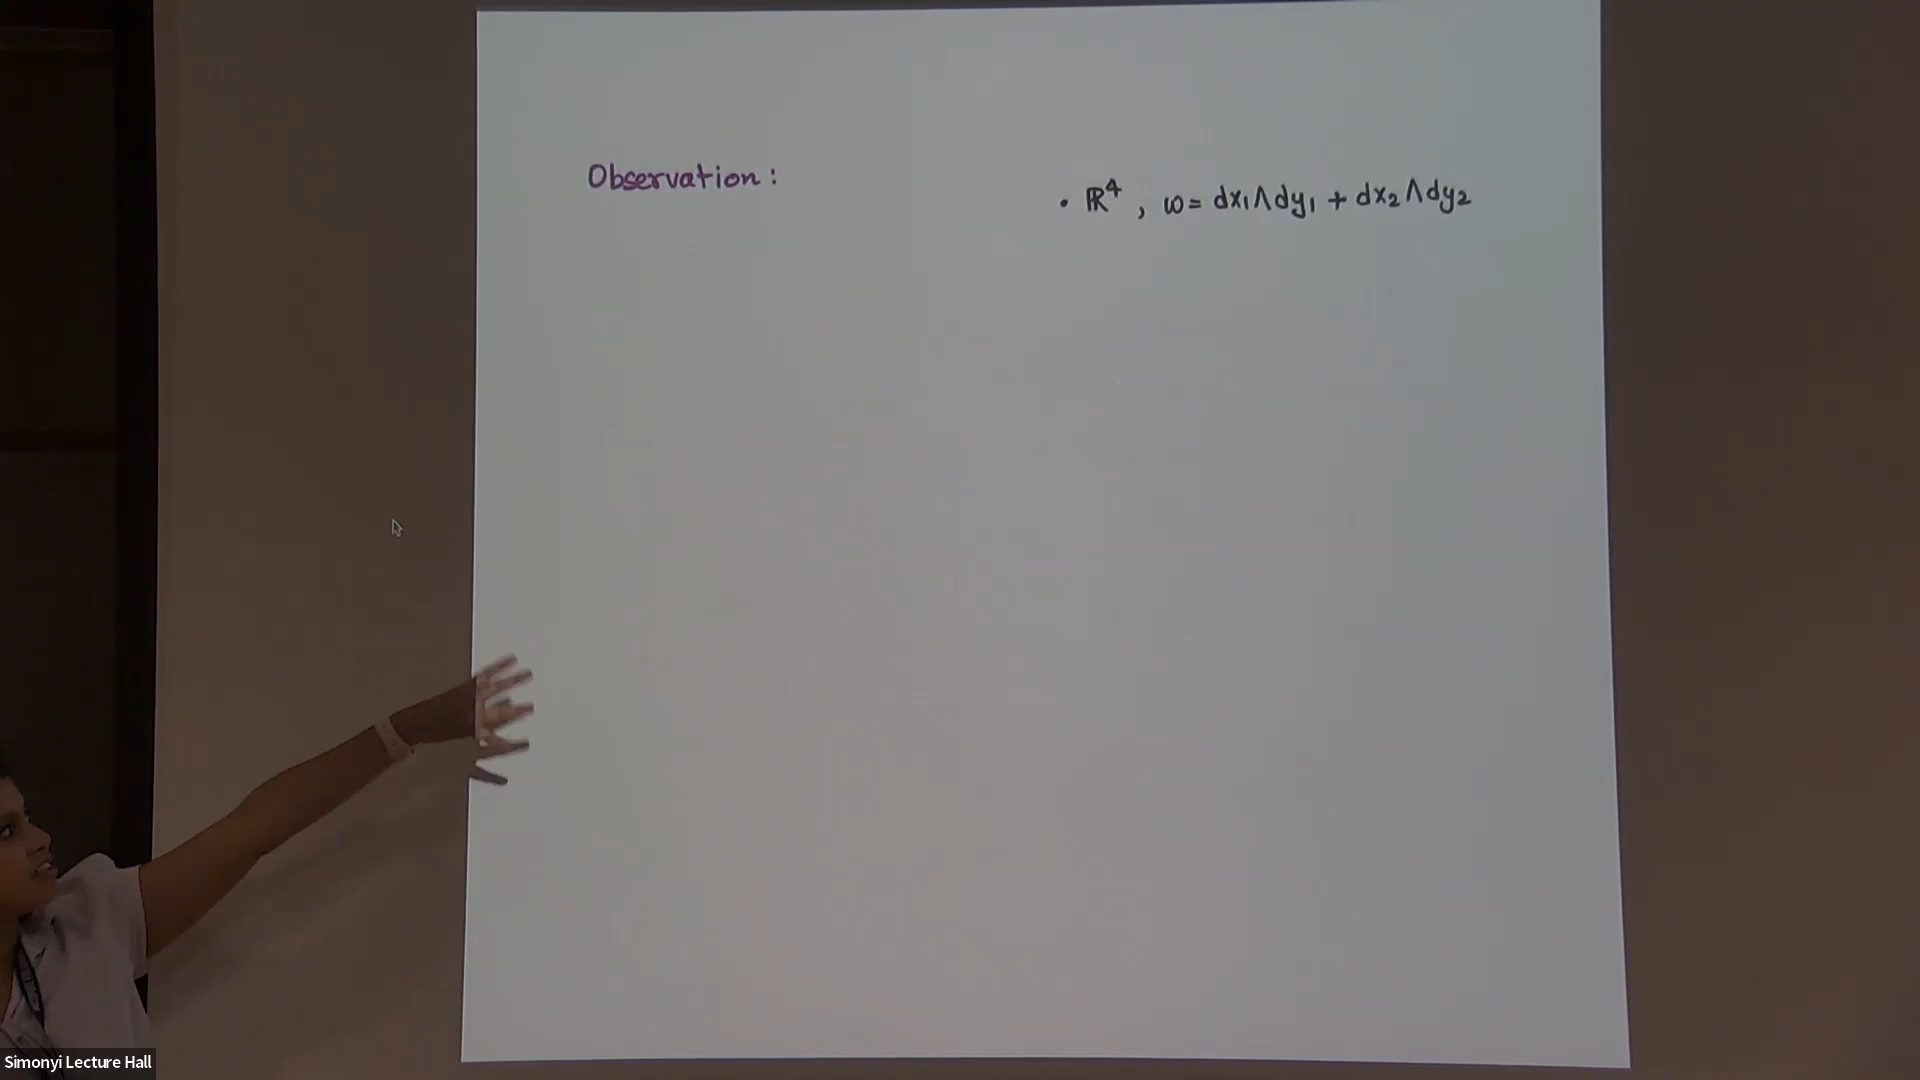 Observation:
• ℝ⁴, ω = dx₁∧dy₁ + dx₂∧dy₂
Simonyi Lecture Hall